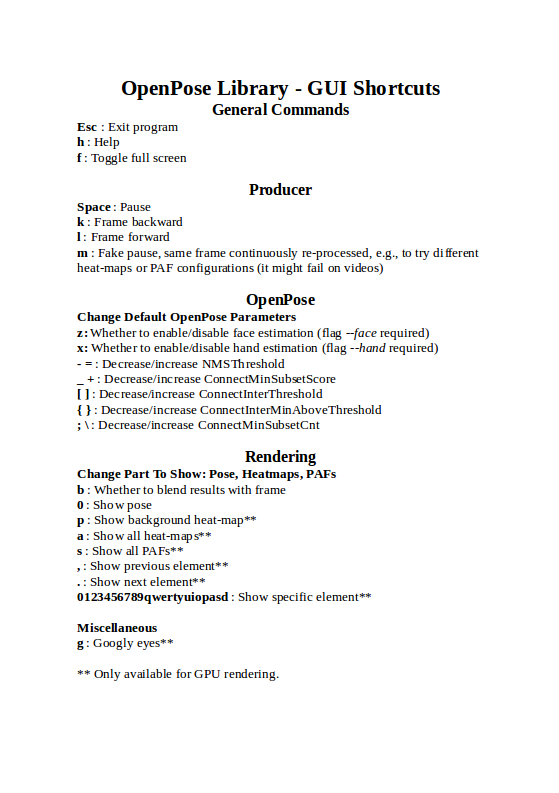 OpenPose Library - GUI Shortcuts
General Commands
Esc : Exit program
h : Help
f : Toggle full screen
Producer
Space : Pause
k : Frame backward
l : Frame forward
m : Fake pause, same frame continuously re-processed, e.g., to try different
heat-maps or PAF configurations (it might fail on videos)
OpenPose
Change Default OpenPose Parameters
z: Whether to enable/disable face estimation (flag --face required)
x: Whether to enable/disable hand estimation (flag --hand required)
- = : Decrease/increase NMSThreshold
_ + : Decrease/increase ConnectMinSubsetScore
[ ] : Decrease/increase ConnectInterThreshold
{ } : Decrease/increase ConnectInterMinAboveThreshold
; \ : Decrease/increase ConnectMinSubsetCnt
Rendering
Change Part To Show: Pose, Heatmaps, PAFs
b : Whether to blend results with frame
0 : Show pose
p : Show background heat-map**
a : Show all heat-maps**
s : Show all PAFs**
, : Show previous element**
. : Show next element**
0123456789qwertyuiopasd : Show specific element**
Miscellaneous
g : Googly eyes**
** Only available for GPU rendering.